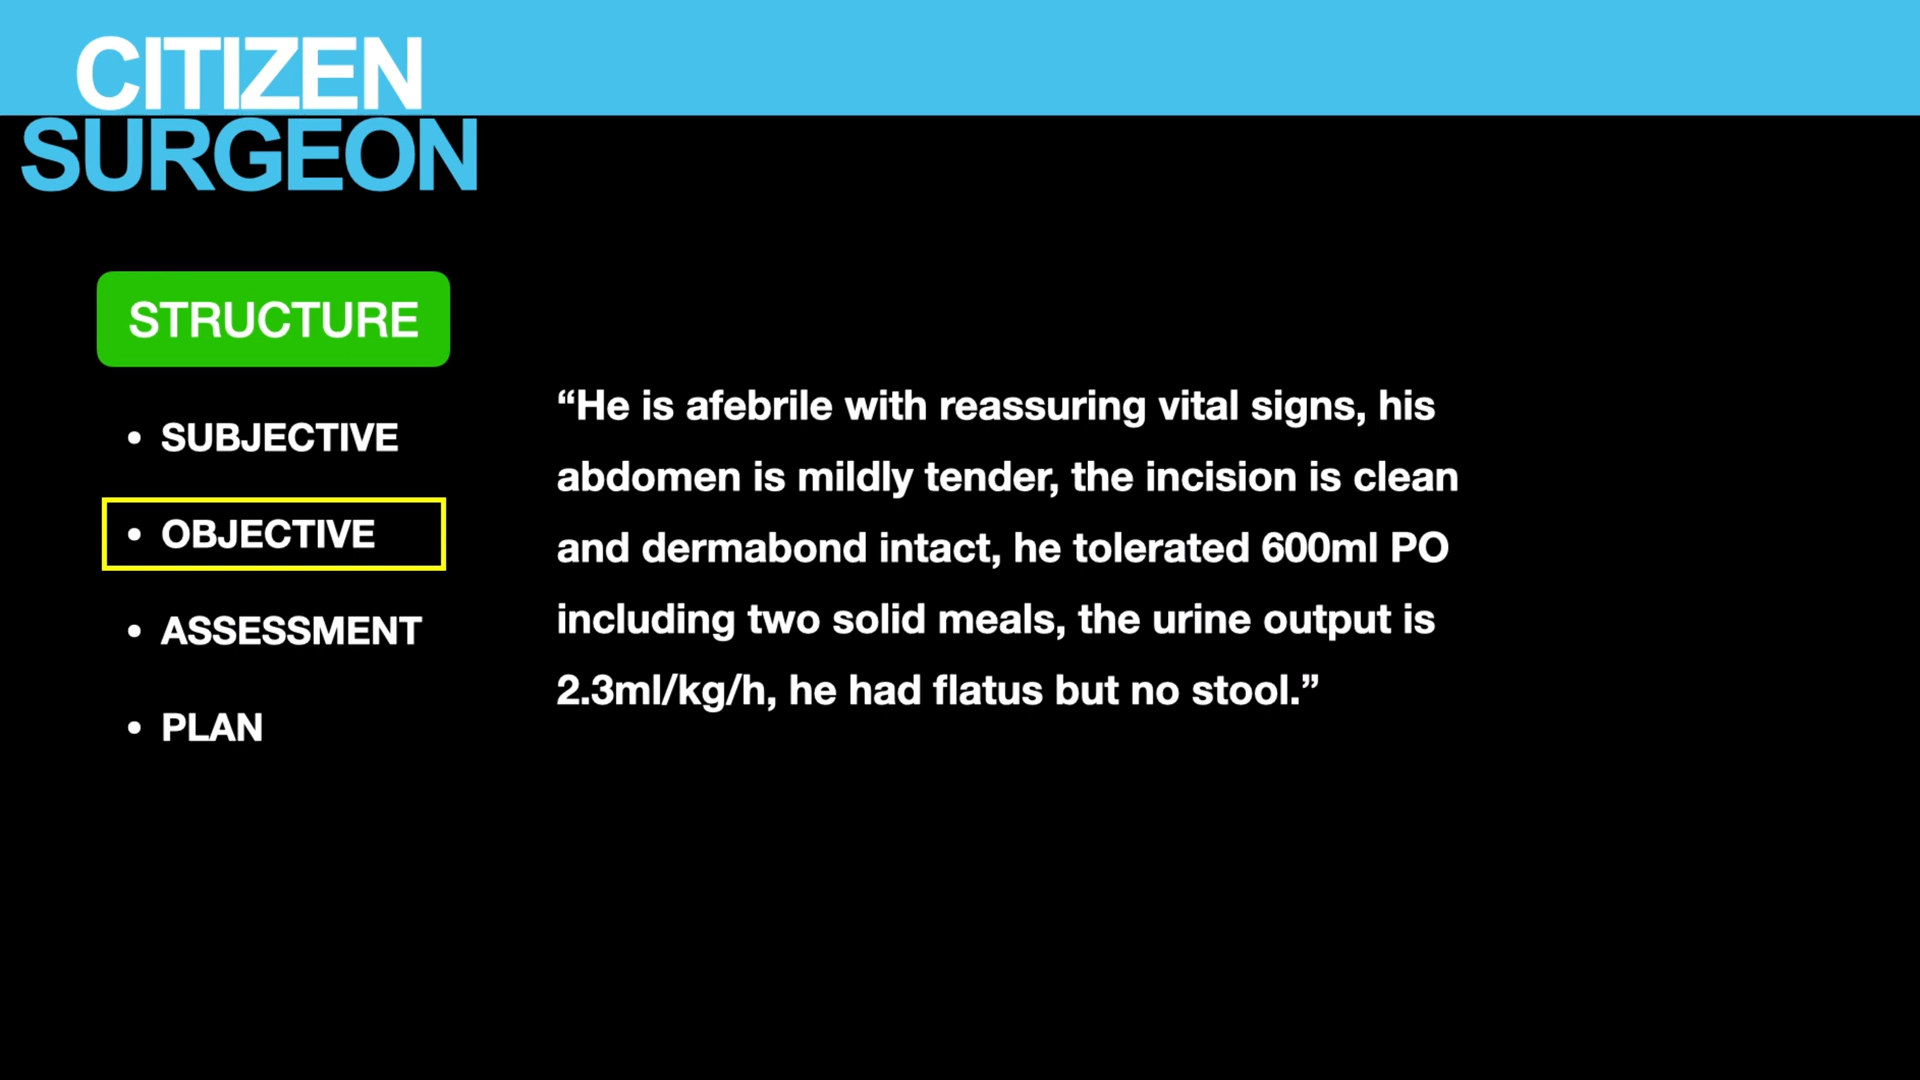 CITIZEN
SURGEON
STRUCTURE
• SUBJECTIVE
• OBJECTIVE
• ASSESSMENT
• PLAN
“He is afebrile with reassuring vital signs, his
abdomen is mildly tender, the incision is clean
and dermabond intact, he tolerated 600ml PO
including two solid meals, the urine output is
2.3ml/kg/h, he had flatus but no stool.”